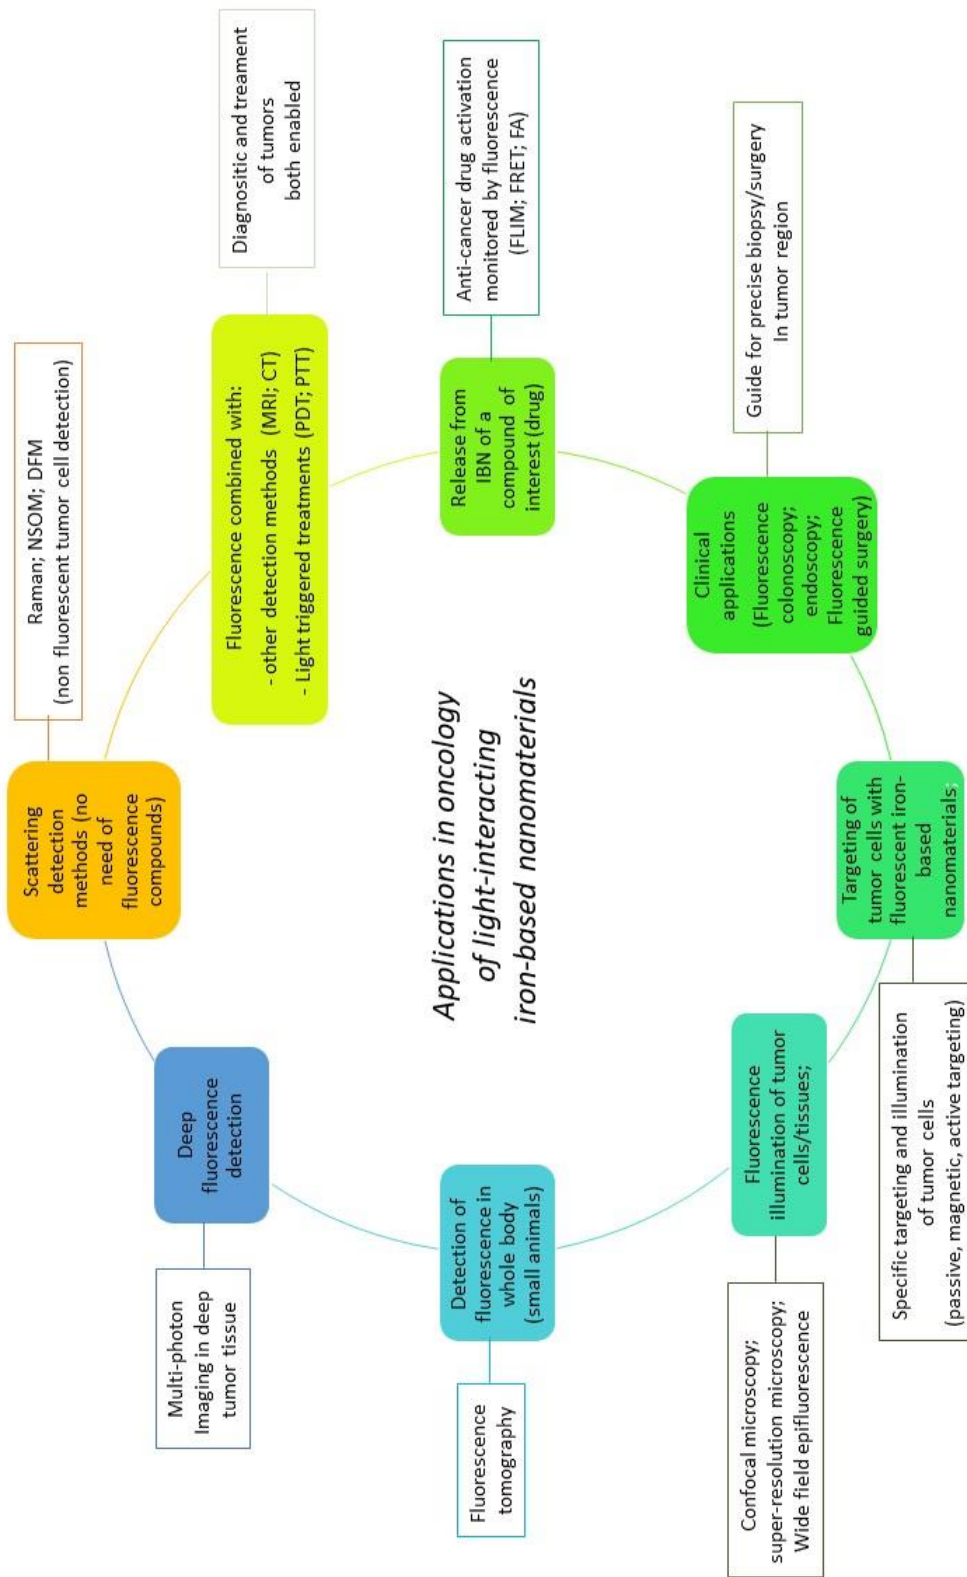 Applications in oncology
of light-interacting
iron-based nanomaterials
Scattering
detection
methods (no
need of
fluorescence
compounds)
Raman; NSOM; DFM
(non fluorescent tumor cell detection)
Fluorescence combined with:
- other detection methods (MRI; CT)
- Light triggered treatments (PDT; PTT)
Diagnositic and treament
of tumors
both enabled
Release from
IBN of a
compound of
interest (drug)
Anti-cancer drug activation
monitored by fluorescence
(FLIM; FRET; FA)
Clinical
applications
(Fluorescence
colonoscopy;
endoscopy;
Fluorescence
guided surgery)
Guide for precise biopsy/surgery
In tumor region
Targeting of
tumor cells with
fluorescent iron-
based
nanomaterials;
Specific targeting and illumination
of tumor cells
(passive, magnetic, active targeting)
Fluorescence
illumination of tumor
cells/tissues;
Confocal microscopy;
super-resolution microscopy;
Wide field epifluorescence
Detection of
fluorescence in
whole body
(small animals)
Fluorescence
tomography
Deep
fluorescence
detection
Multi-photon
Imaging in deep
tumor tissue